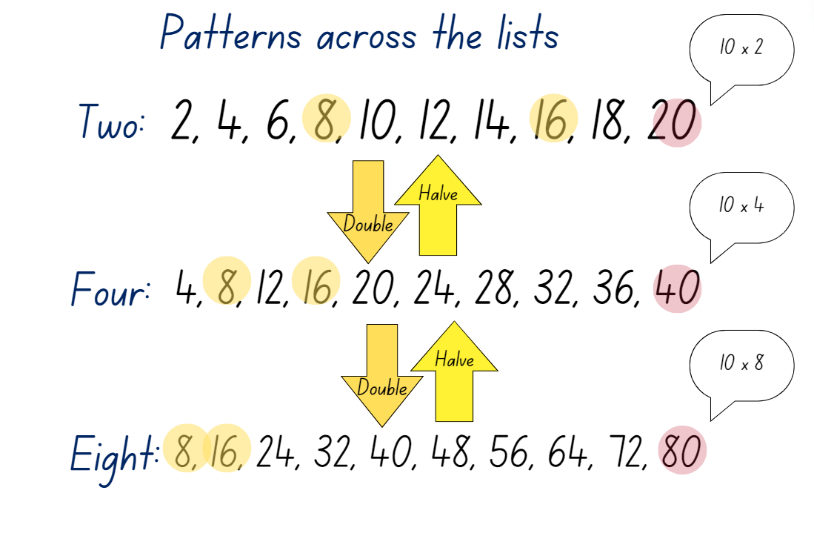 Patterns across the lists
10 x 2
Two: 2, 4, 6, 8, 10, 12, 14, 16, 18, 20
Double
Halve
10 x 4
Four: 4, 8, 12, 16, 20, 24, 28, 32, 36, 40
Double
Halve
10 x 8
Eight: 8, 16, 24, 32, 40, 48, 56, 64, 72, 80